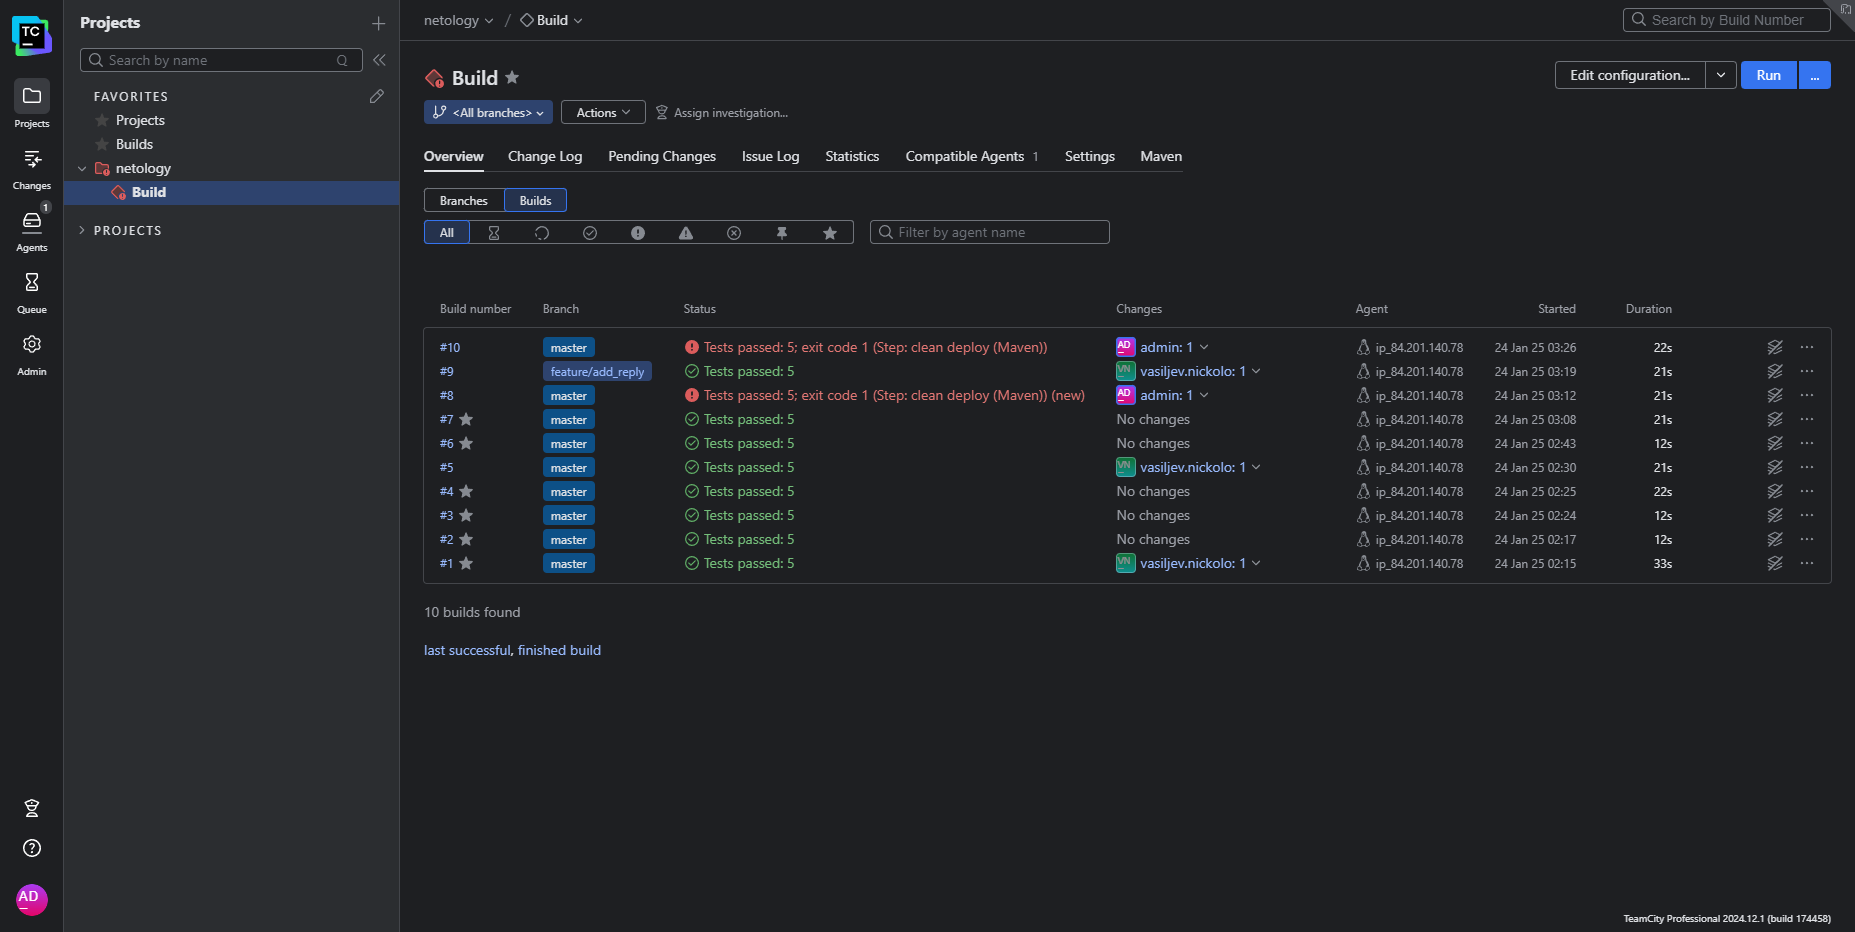 TC
Projects
Changes
1
Agents
Queue
Admin
AD
Projects
Search by name
Q
FAVORITES
Projects
Builds
netology
Build
PROJECTS
netology / Build
Search by Build Number
Build
Edit configuration...
Run
...
<All branches>
Actions
Assign investigation...
Overview Change Log Pending Changes Issue Log Statistics Compatible Agents 1 Settings Maven
Branches Builds
All
Filter by agent name
Build number Branch Status Changes Agent Started Duration
#10 master Tests passed: 5; exit code 1 (Step: clean deploy (Maven)) AD admin: 1 ip_84.201.140.78 24 Jan 25 03:26 22s
#9 feature/add_reply Tests passed: 5 VN vasiljev.nickolo: 1 ip_84.201.140.78 24 Jan 25 03:19 21s
#8 master Tests passed: 5; exit code 1 (Step: clean deploy (Maven)) (new) AD admin: 1 ip_84.201.140.78 24 Jan 25 03:12 21s
#7 master Tests passed: 5 No changes ip_84.201.140.78 24 Jan 25 03:08 21s
#6 master Tests passed: 5 No changes ip_84.201.140.78 24 Jan 25 02:43 12s
#5 master Tests passed: 5 VN vasiljev.nickolo: 1 ip_84.201.140.78 24 Jan 25 02:30 21s
#4 master Tests passed: 5 No changes ip_84.201.140.78 24 Jan 25 02:25 22s
#3 master Tests passed: 5 No changes ip_84.201.140.78 24 Jan 25 02:24 12s
#2 master Tests passed: 5 No changes ip_84.201.140.78 24 Jan 25 02:17 12s
#1 master Tests passed: 5 VN vasiljev.nickolo: 1 ip_84.201.140.78 24 Jan 25 02:15 33s
10 builds found
last successful, finished build
TeamCity Professional 2024.12.1 (build 174458)